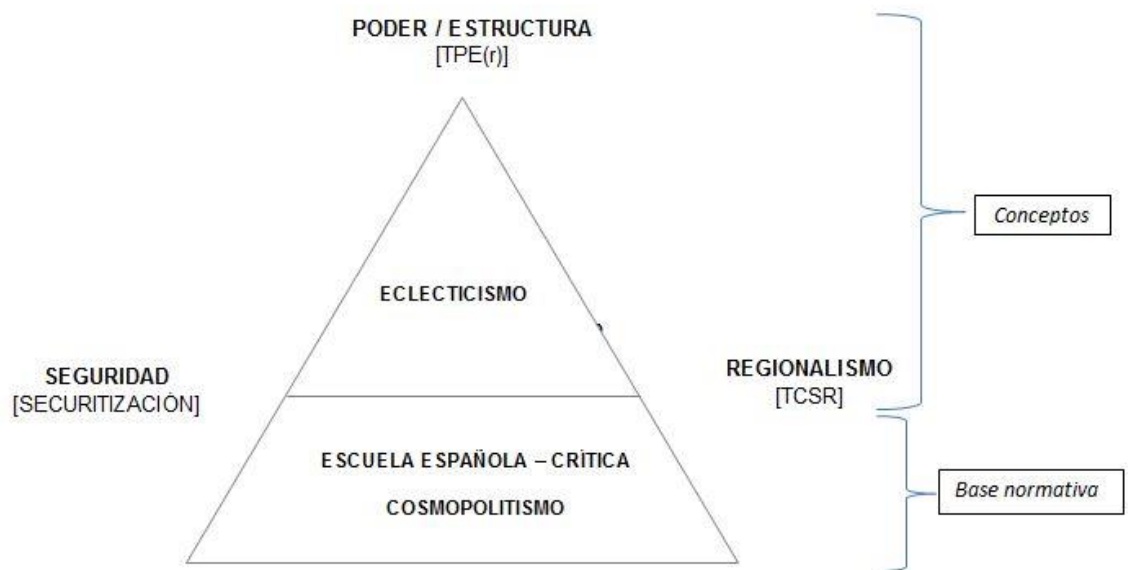 PODER / ESTRUCTURA
[TPE(r)]
Conceptos
ECLECTICISMO
SEGURIDAD
[SECURITIZACIÓN]
REGIONALISMO
[TCSR]
ESCUELA ESPAÑOLA – CRÍTICA
COSMOPOLITISMO
Base normativa